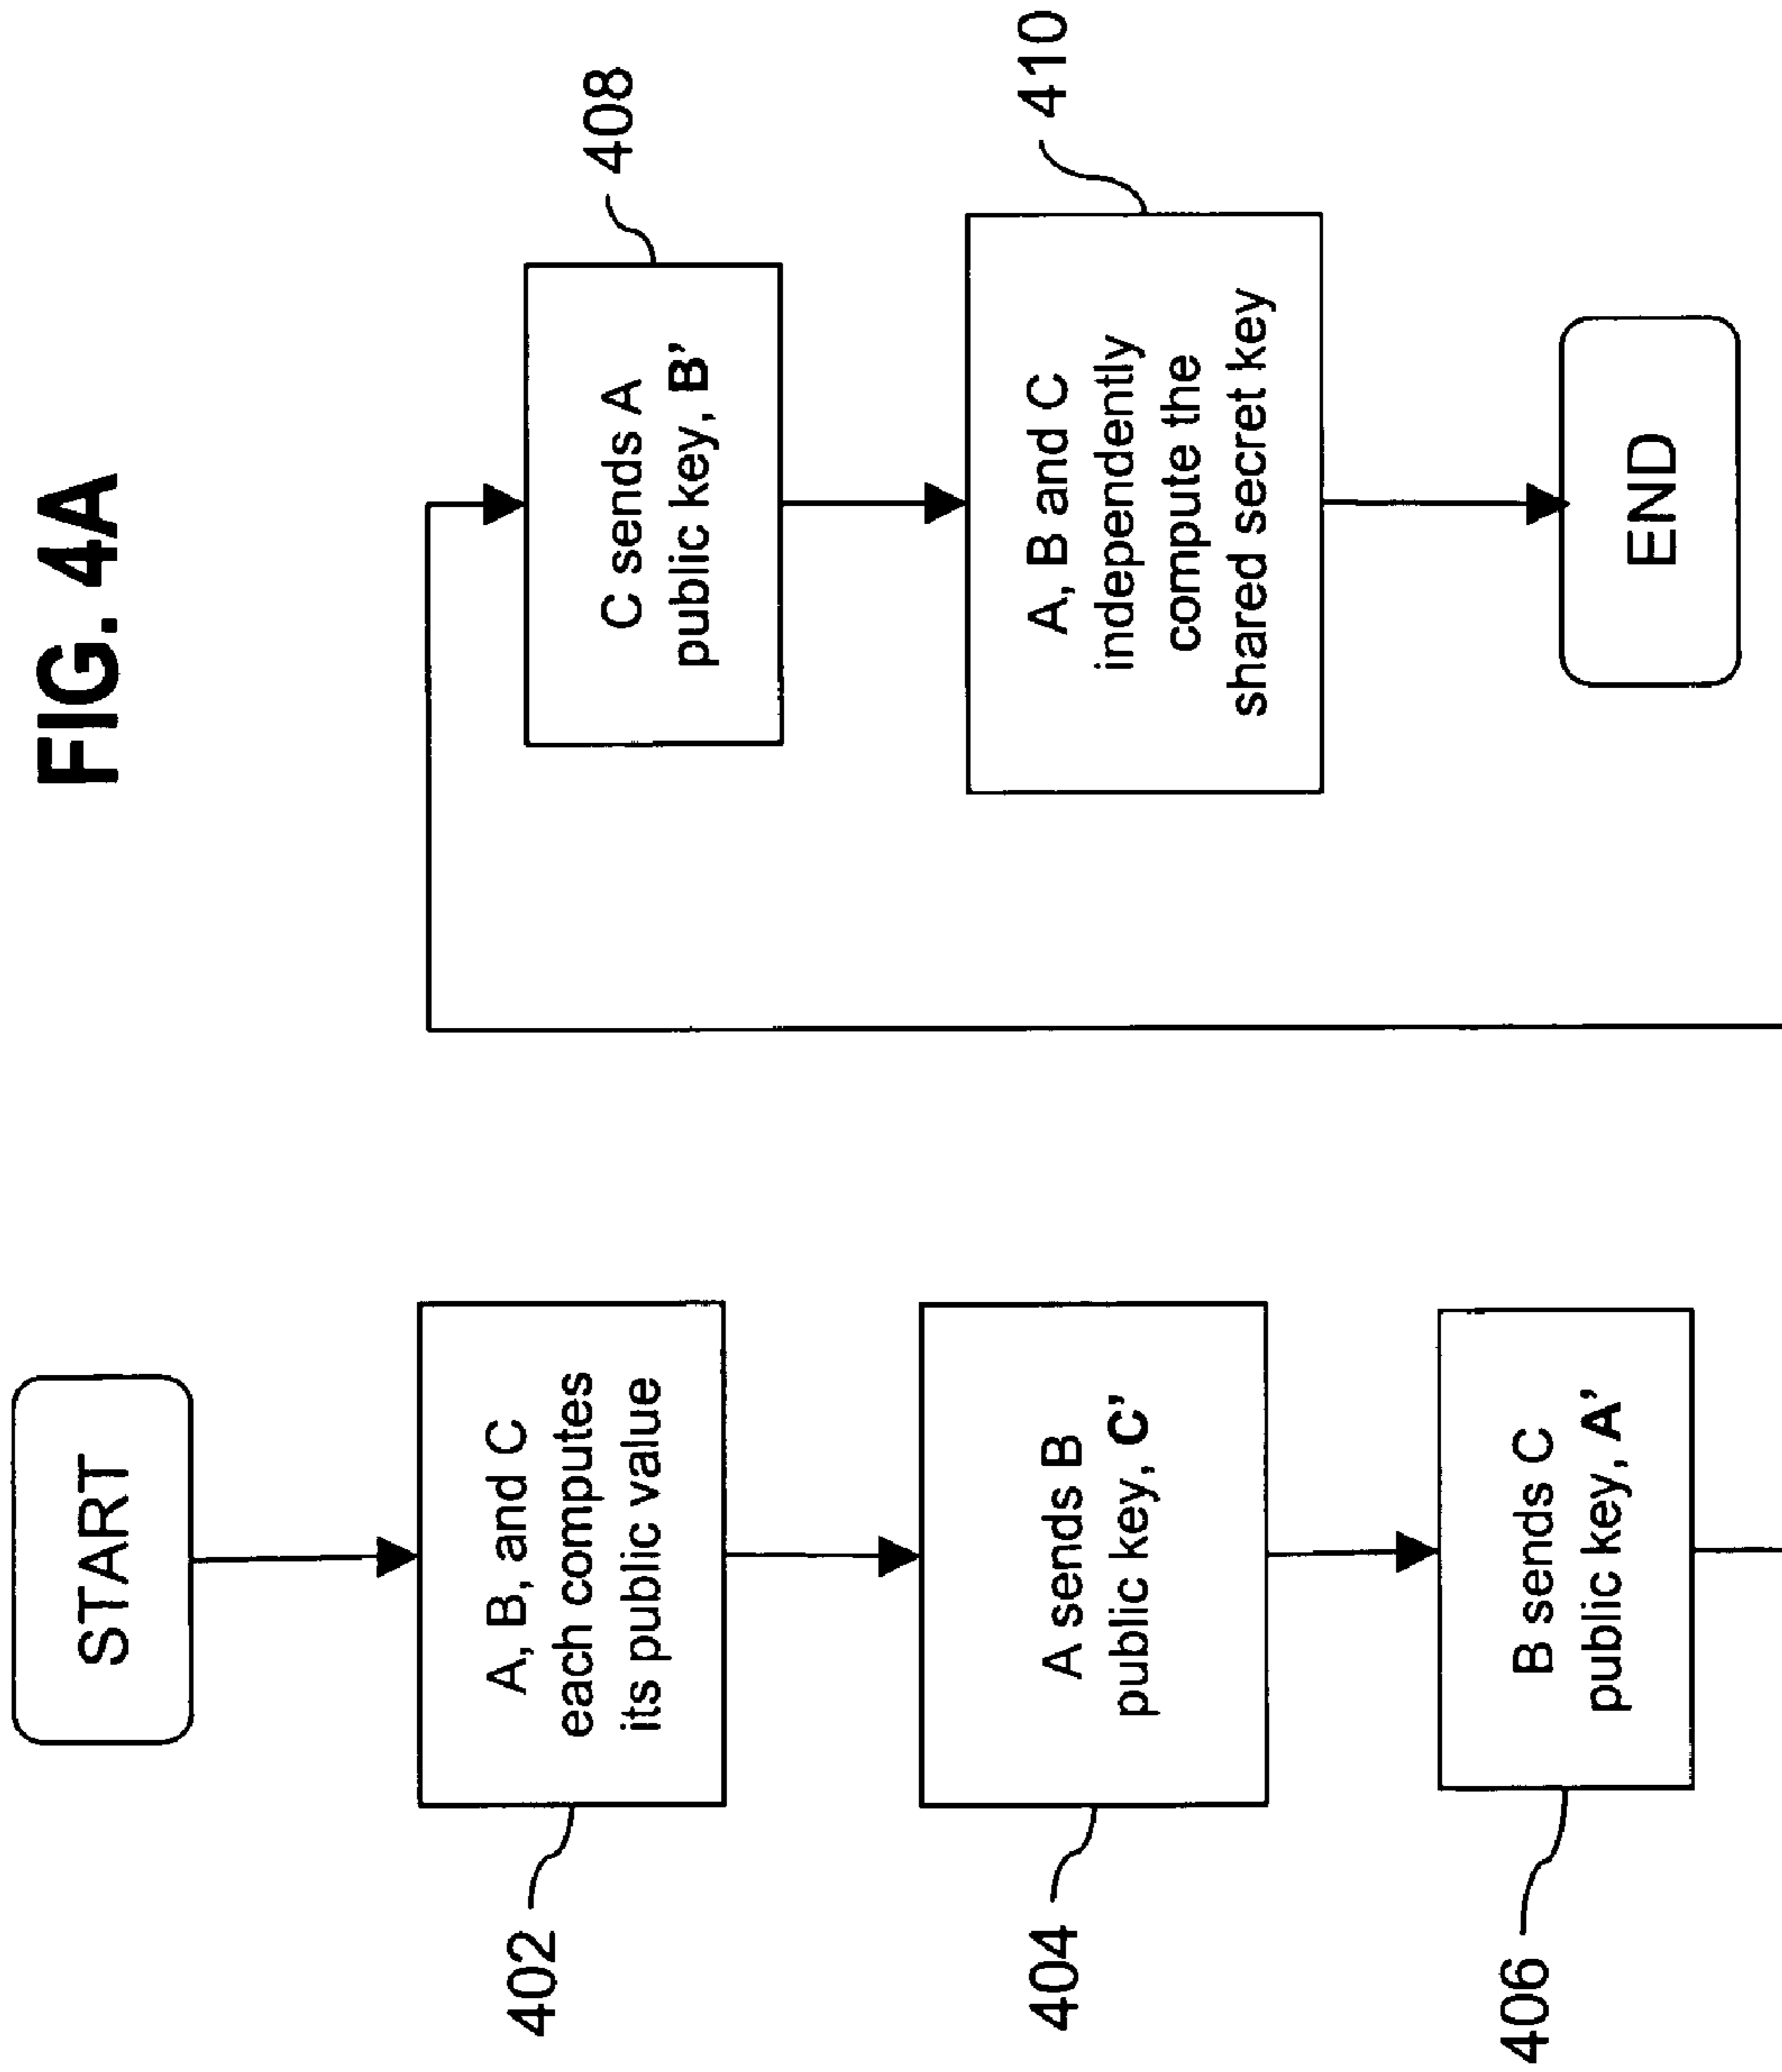 FIG. 4A
START
A, B, and C
each computes
its public value
402
A sends B
public key, C'
404
B sends C
public key, A'
406
C sends A
public key, B'
408
A, B and C
independently
compute the
shared secret key
410
END